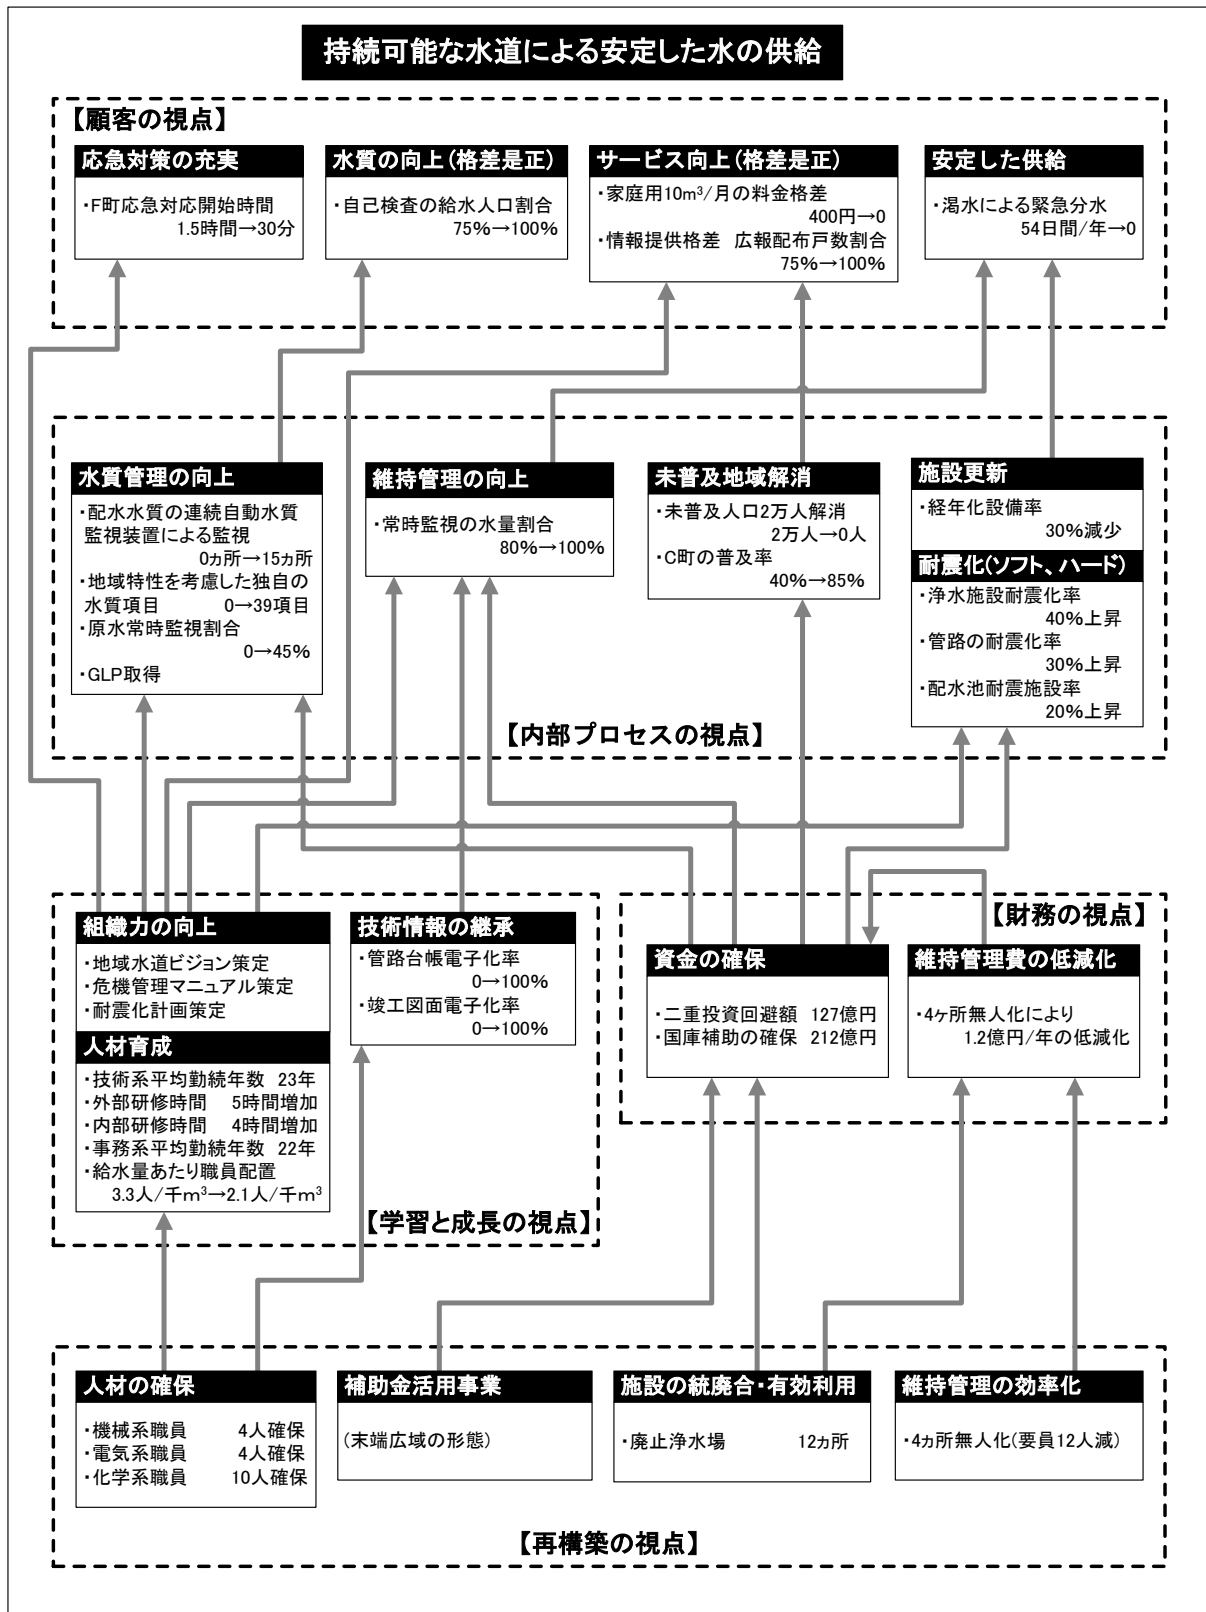 持続可能な水道による安定した水の供給
【顧客の視点】
応急対策の充実
・F町応急対応開始時間
1.5時間→30分
水質の向上(格差是正)
・自己検査の給水人口割合
75%→100%
サービス向上(格差是正)
・家庭用10m³/月の料金格差
400円→0
・情報提供格差　広報配布戸数割合
75%→100%
安定した供給
・渇水による緊急分水
54日間/年→0
水質管理の向上
・配水水質の連続自動水質
監視装置による監視
0ヵ所→15ヵ所
・地域特性を考慮した独自の
水質項目　0→39項目
・原水常時監視割合
0→45%
・GLP取得
維持管理の向上
・常時監視の水量割合
80%→100%
未普及地域解消
・未普及人口2万人解消
2万人→0人
・C町の普及率
40%→85%
施設更新
・経年化設備率
30%減少
耐震化(ソフト、ハード)
・浄水施設耐震化率
40%上昇
・管路の耐震化率
30%上昇
・配水池耐震施設率
20%上昇
【内部プロセスの視点】
組織力の向上
・地域水道ビジョン策定
・危機管理マニュアル策定
・耐震化計画策定
人材育成
・技術系平均勤続年数　23年
・外部研修時間　5時間増加
・内部研修時間　4時間増加
・事務系平均勤続年数　22年
・給水量あたり職員配置
3.3人/千m³→2.1人/千m³
技術情報の継承
・管路台帳電子化率
0→100%
・竣工図面電子化率
0→100%
【学習と成長の視点】
【財務の視点】
資金の確保
・二重投資回避額　127億円
・国庫補助の確保　212億円
維持管理費の低減化
・4ヶ所無人化により
1.2億円/年の低減化
人材の確保
・機械系職員　4人確保
・電気系職員　4人確保
・化学系職員　10人確保
補助金活用事業
(末端広域の形態)
施設の統廃合・有効利用
・廃止浄水場　12ヵ所
維持管理の効率化
・4ヵ所無人化(要員12人減)
【再構築の視点】